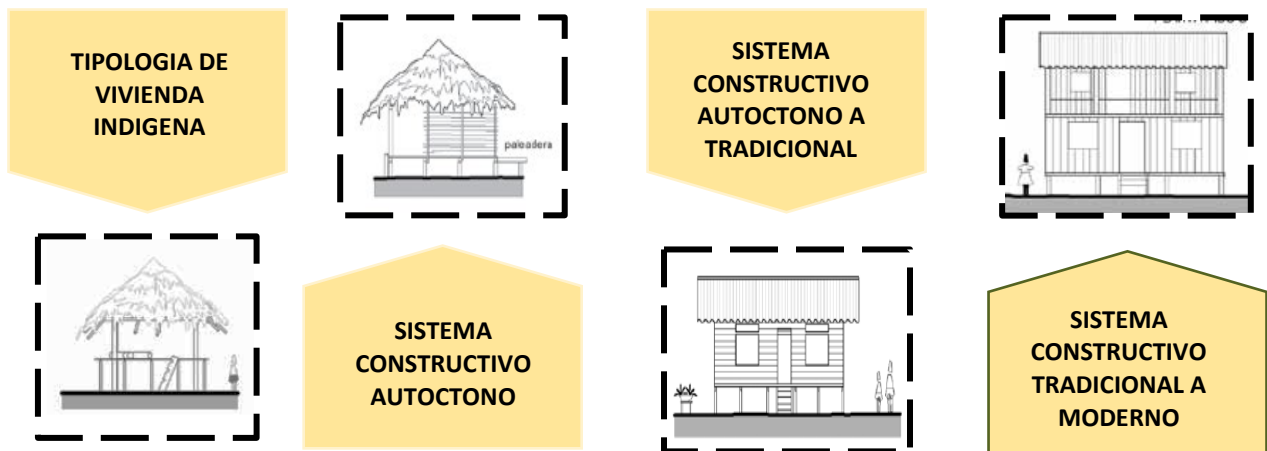 TIPOLOGIA DE
VIVIENDA
INDIGENA
paleadera
SISTEMA
CONSTRUCTIVO
AUTOCTONO
SISTEMA
CONSTRUCTIVO
AUTOCTONO A
TRADICIONAL
SISTEMA
CONSTRUCTIVO
TRADICIONAL A
MODERNO